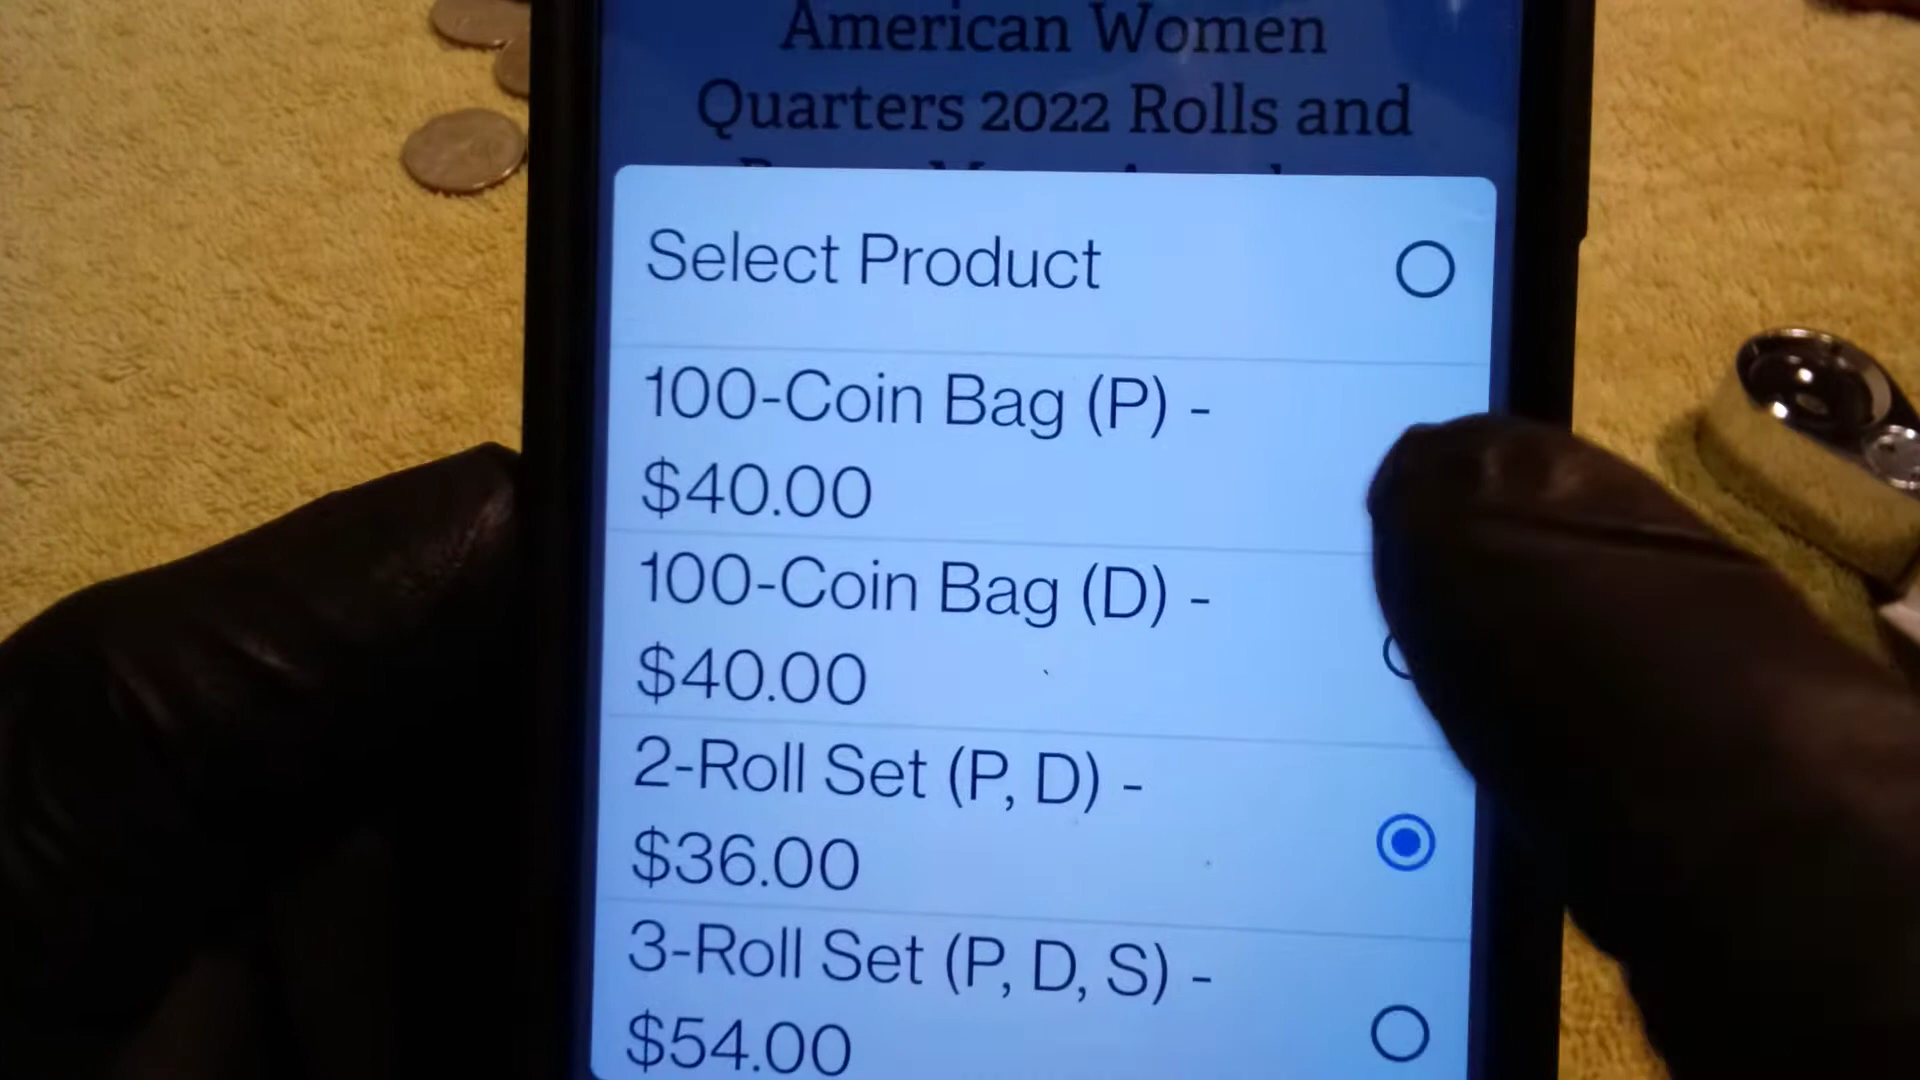 American Women
Quarters 2022 Rolls and
Select Product
100-Coin Bag (P) -
$40.00
100-Coin Bag (D) -
$40.00
2-Roll Set (P, D) -
$36.00
3-Roll Set (P, D, S) -
$54.00